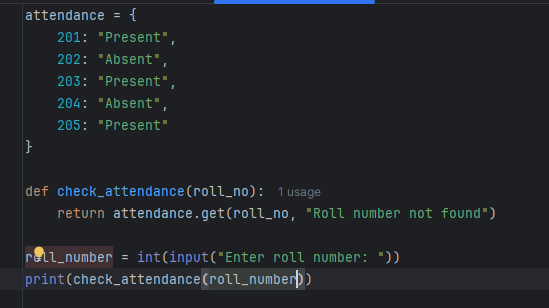 attendance = {
    201: "Present",
    202: "Absent",
    203: "Present",
    204: "Absent",
    205: "Present"
}
def check_attendance(roll_no): 1 usage
    return attendance.get(roll_no, "Roll number not found")
roll_number = int(input("Enter roll number: "))
print(check_attendance(roll_number))